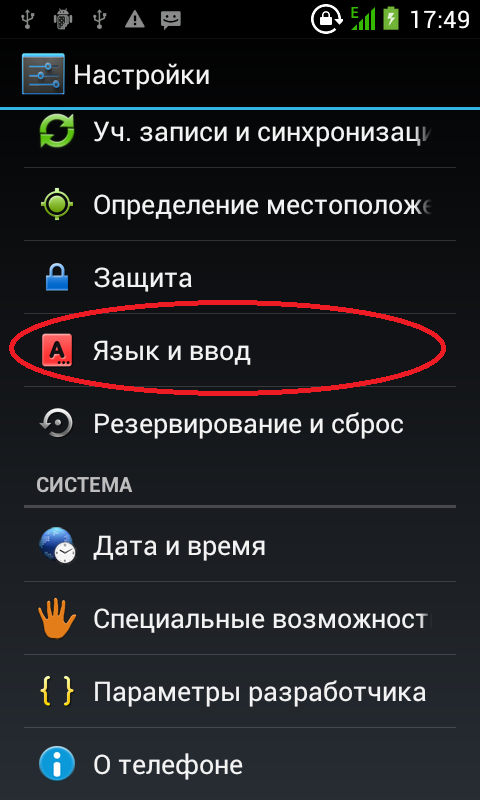 E 17:49
Настройки
Уч. записи и синхронизаци
Определение местоположе
Защита
A... Язык и ввод
Резервирование и сброс
СИСТЕМА
Дата и время
Специальные возможност
{ } Параметры разработчика
О телефоне